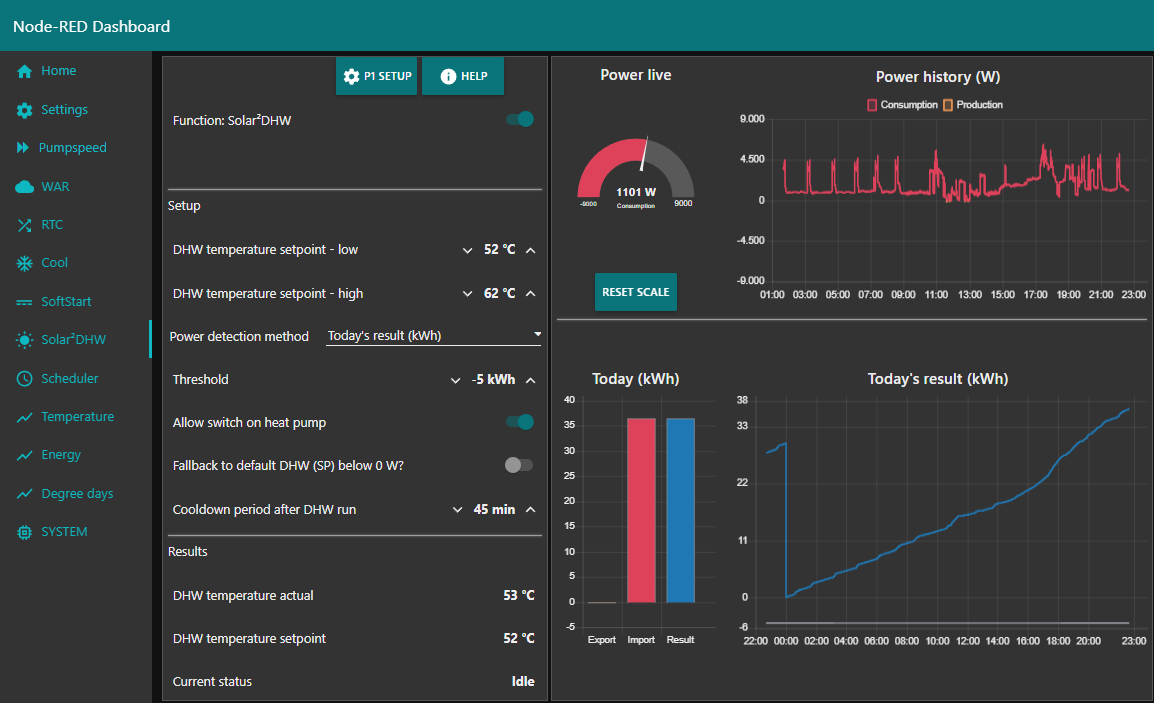 Node-RED Dashboard
Home
Settings
Pumpspeed
WAR
RTC
Cool
SoftStart
Solar²DHW
Scheduler
Temperature
Energy
Degree days
SYSTEM
P1 SETUP
HELP
Function: Solar²DHW
Setup
DHW temperature setpoint - low 52 °C
DHW temperature setpoint - high 62 °C
Power detection method Today's result (kWh)
Threshold -5 kWh
Allow switch on heat pump
Fallback to default DHW (SP) below 0 W?
Cooldown period after DHW run 45 min
Results
DHW temperature actual 53 °C
DHW temperature setpoint 52 °C
Current status Idle
Power live
1101 W
-9000 Consumption 9000
RESET SCALE
Power history (W)
Consumption Production
9.000
4.500
0
-4.500
-9.000
01:00 03:00 05:00 07:00 09:00 11:00 13:00 15:00 17:00 19:00 21:00 23:00
Today (kWh)
40
35
30
25
20
15
10
5
0
-5
Export Import Result
Today's result (kWh)
38
33
22
11
0
-6
22:00 00:00 02:00 04:00 06:00 08:00 10:00 12:00 14:00 16:00 18:00 20:00 23:00